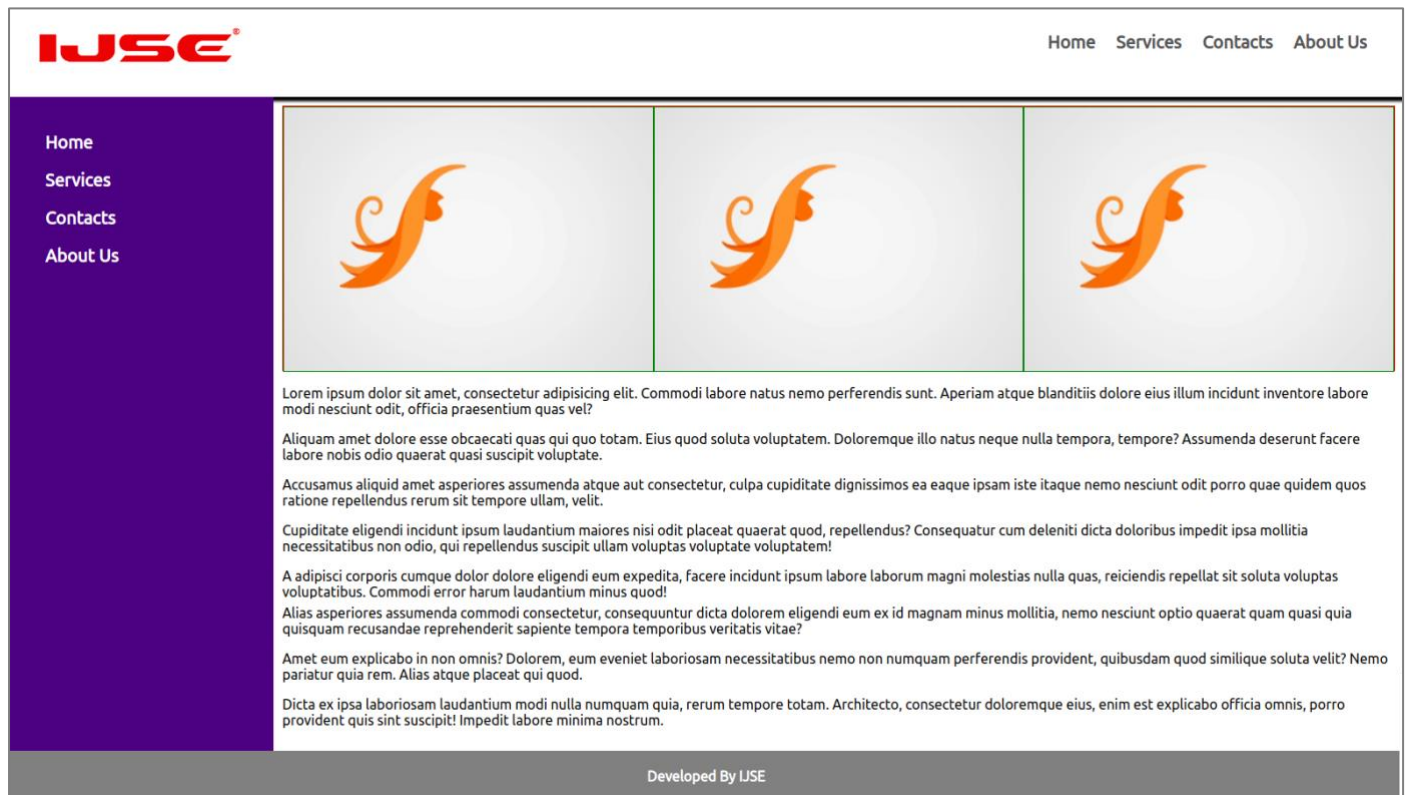 IJSE®
Home Services Contacts About Us
Home
Services
Contacts
About Us
Lorem ipsum dolor sit amet, consectetur adipisicing elit. Commodi labore natus nemo perferendis sunt. Aperiam atque blanditiis dolore eius illum incidunt inventore labore
modi nesciunt odit, officia praesentium quas vel?
Aliquam amet dolore esse obcaecati quas qui quo totam. Eius quod soluta voluptatem. Doloremque illo natus neque nulla tempora, tempore? Assumenda deserunt facere
labore nobis odio quaerat quasi suscipit voluptate.
Accusamus aliquid amet asperiores assumenda atque aut consectetur, culpa cupiditate dignissimos ea eaque ipsam iste itaque nemo nesciunt odit porro quae quidem quos
ratione repellendus rerum sit tempore ullam, velit.
Cupiditate eligendi incidunt ipsum laudantium maiores nisi odit placeat quaerat quod, repellendus? Consequatur cum deleniti dicta doloribus impedit ipsa mollitia
necessitatibus non odio, qui repellendus suscipit ullam voluptas voluptate voluptatem!
A adipisci corporis cumque dolor dolore eligendi eum expedita, facere incidunt ipsum labore laborum magni molestias nulla quas, reiciendis repellat sit soluta voluptas
voluptatibus. Commodi error harum laudantium minus quod!
Alias asperiores assumenda commodi consectetur, consequuntur dicta dolorem eligendi eum ex id magnam minus mollitia, nemo nesciunt optio quaerat quam quasi quia
quisquam recusandae reprehenderit sapiente tempora temporibus veritatis vitae?
Amet eum explicabo in non omnis? Dolorem, eum eveniet laboriosam necessitatibus nemo non numquam perferendis provident, quibusdam quod similique soluta velit? Nemo
pariatur quia rem. Alias atque placeat qui quod.
Dicta ex ipsa laboriosam laudantium modi nulla numquam quia, rerum tempore totam. Architecto, consectetur doloremque eius, enim est explicabo officia omnis, porro
provident quis sint suscipit! Impedit labore minima nostrum.
Developed By IJSE